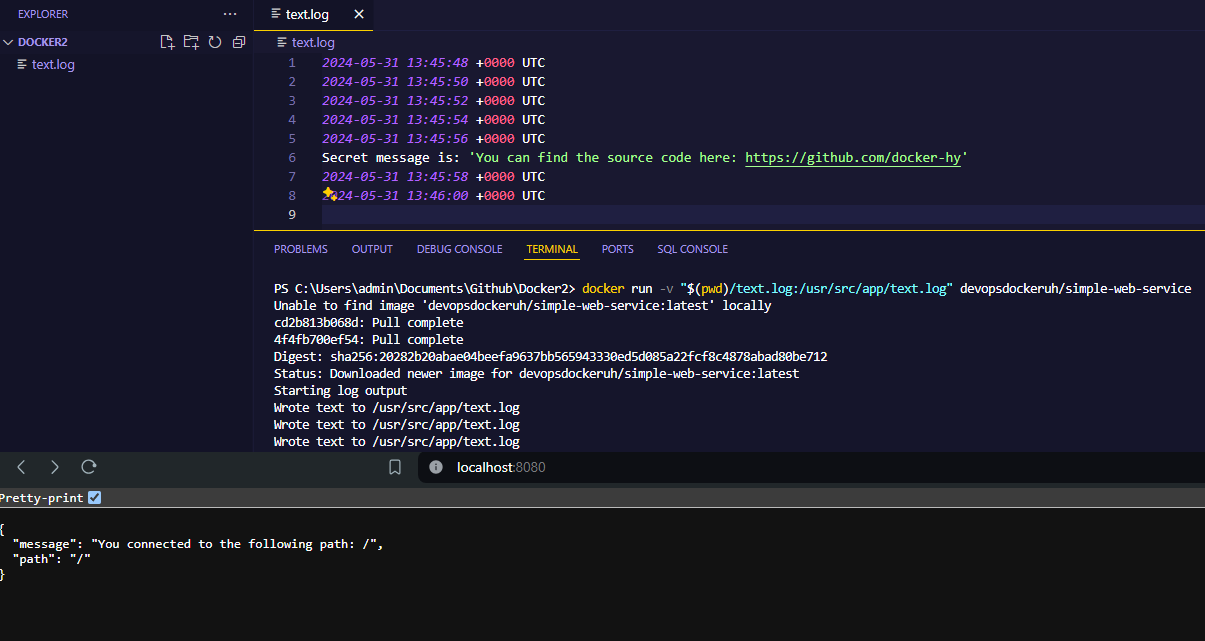 EXPLORER
text.log
DOCKER2
text.log
text.log
1 2024-05-31 13:45:48 +0000 UTC
2 2024-05-31 13:45:50 +0000 UTC
3 2024-05-31 13:45:52 +0000 UTC
4 2024-05-31 13:45:54 +0000 UTC
5 2024-05-31 13:45:56 +0000 UTC
6 Secret message is: 'You can find the source code here: https://github.com/docker-hy'
7 2024-05-31 13:45:58 +0000 UTC
8 2024-05-31 13:46:00 +0000 UTC
9
PROBLEMS OUTPUT DEBUG CONSOLE TERMINAL PORTS SQL CONSOLE
PS C:\Users\admin\Documents\Github\Docker2> docker run -v "$(pwd)/text.log:/usr/src/app/text.log" devopsdockeruh/simple-web-service
Unable to find image 'devopsdockeruh/simple-web-service:latest' locally
cd2b813b068d: Pull complete
4f4fb700ef54: Pull complete
Digest: sha256:20282b20abae04beefa9637bb565943330ed5d085a22fcf8c4878abad80be712
Status: Downloaded newer image for devopsdockeruh/simple-web-service:latest
Starting log output
Wrote text to /usr/src/app/text.log
Wrote text to /usr/src/app/text.log
Wrote text to /usr/src/app/text.log
localhost:8080
Pretty-print
{
"message": "You connected to the following path: /",
"path": "/"
}